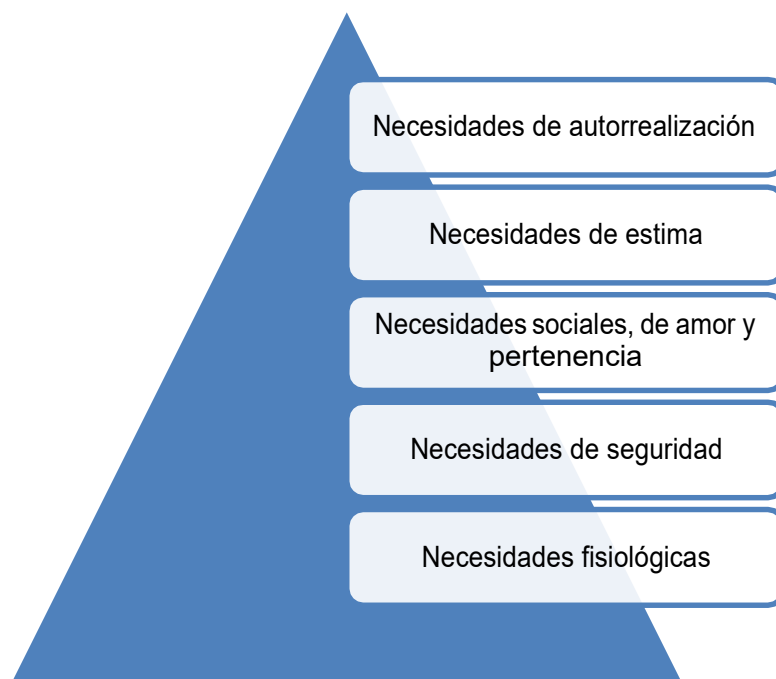 Necesidades de autorrealización
Necesidades de estima
Necesidades sociales, de amor y
pertenencia
Necesidades de seguridad
Necesidades fisiológicas